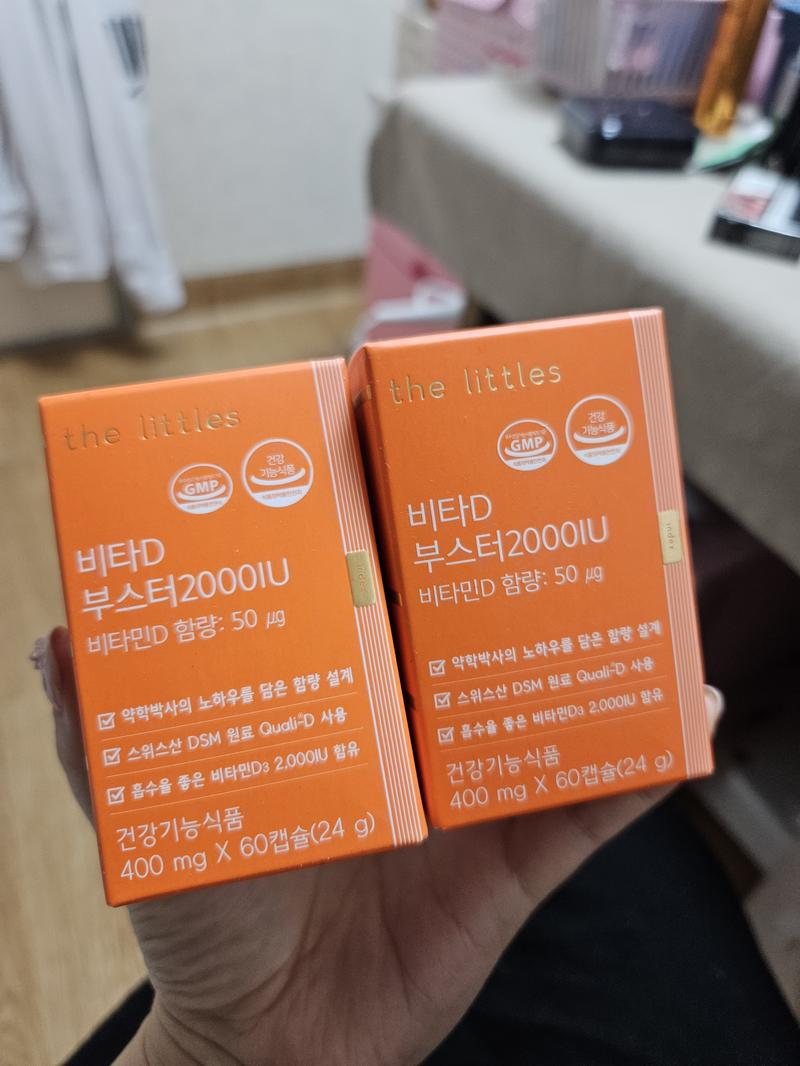 the littles
GMP
건강
기능식품
비타D
부스터2000IU
비타민D 함량: 50 ㎍
index
약학박사의 노하우를 담은 함량 설계
스위스산 DSM 원료 Quali®-D 사용
흡수율 좋은 비타민D3 2,000IU 함유
건강기능식품
400 mg X 60캡슐(24 g)
the littles
GMP
건강
기능식품
비타D
부스터2000IU
비타민D 함량: 50 ㎍
index
약학박사의 노하우를 담은 함량 설계
스위스산 DSM 원료 Quali®-D 사용
흡수율 좋은 비타민D3 2,000IU 함유
건강기능식품
400 mg X 60캡슐(24 g)